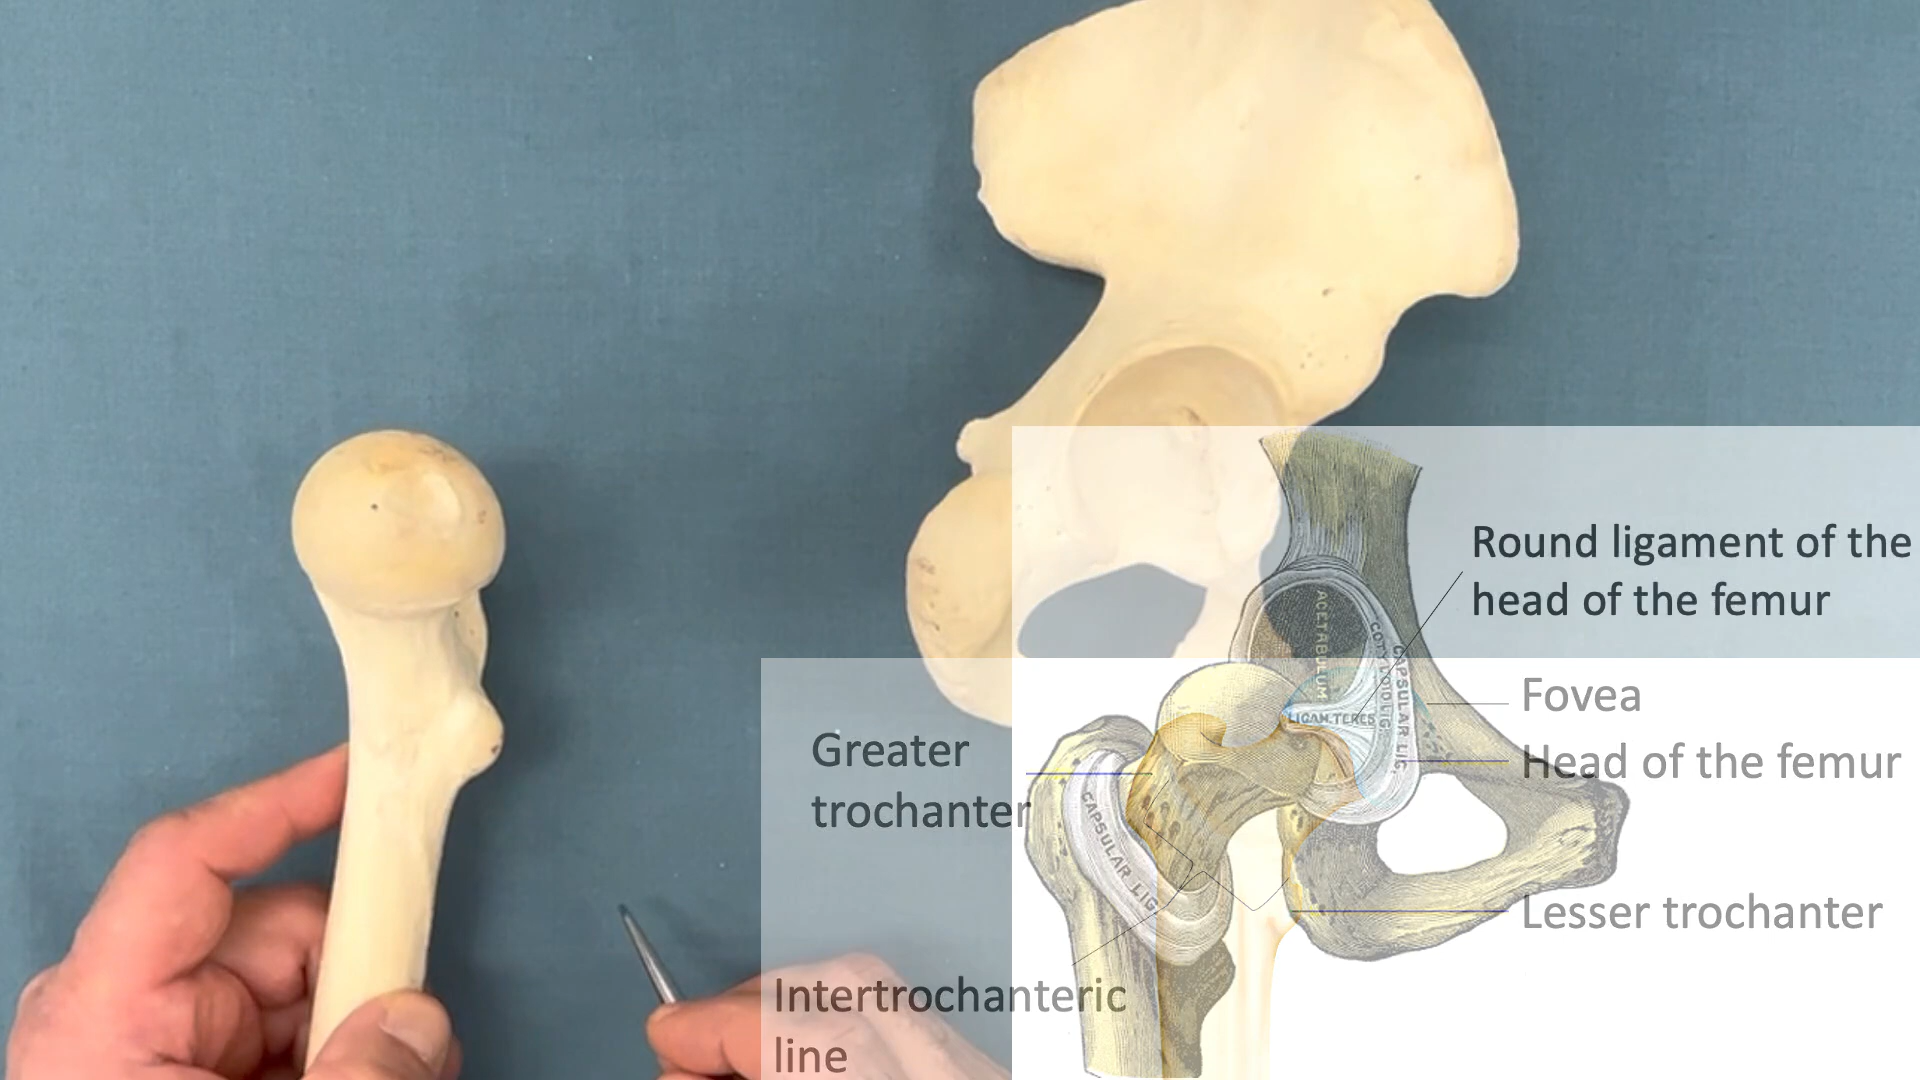 Round ligament of the
head of the femur
Fovea
Greater
trochanter
Head of the femur
Lesser trochanter
Intertrochanteric
line
ACETABULUM
COTYLOID LIG.
CAPSULAR LIG.
LIGAM. TERES
CAPSULAR LIG.